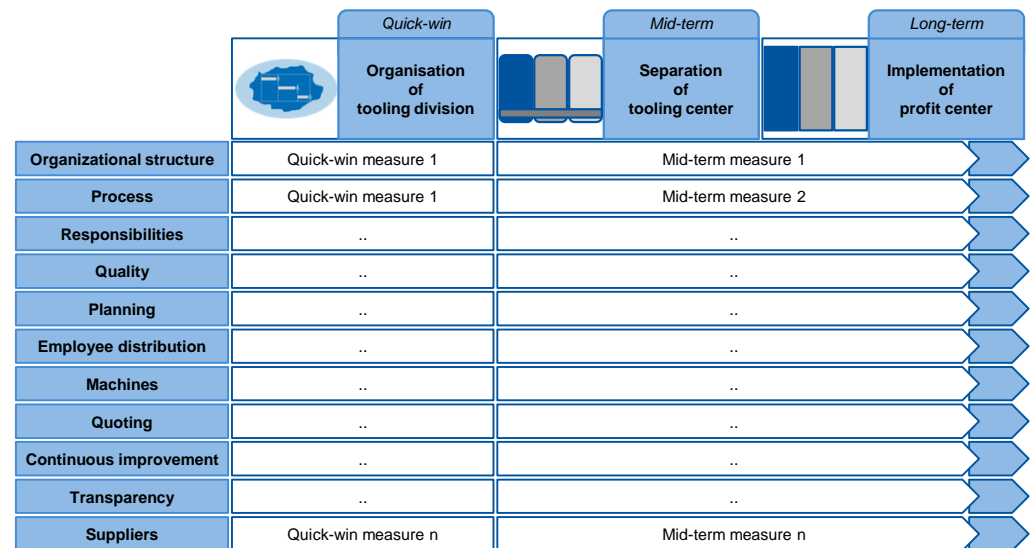 Quick-win
Mid-term
Long-term
Organisation
of
tooling division
Separation
of
tooling center
Implementation
of
profit center
Organizational structure
Quick-win measure 1
Mid-term measure 1
Process
Quick-win measure 1
Mid-term measure 2
Responsibilities
..
..
Quality
..
..
Planning
..
..
Employee distribution
..
..
Machines
..
..
Quoting
..
..
Continuous improvement
..
..
Transparency
..
..
Suppliers
Quick-win measure n
Mid-term measure n